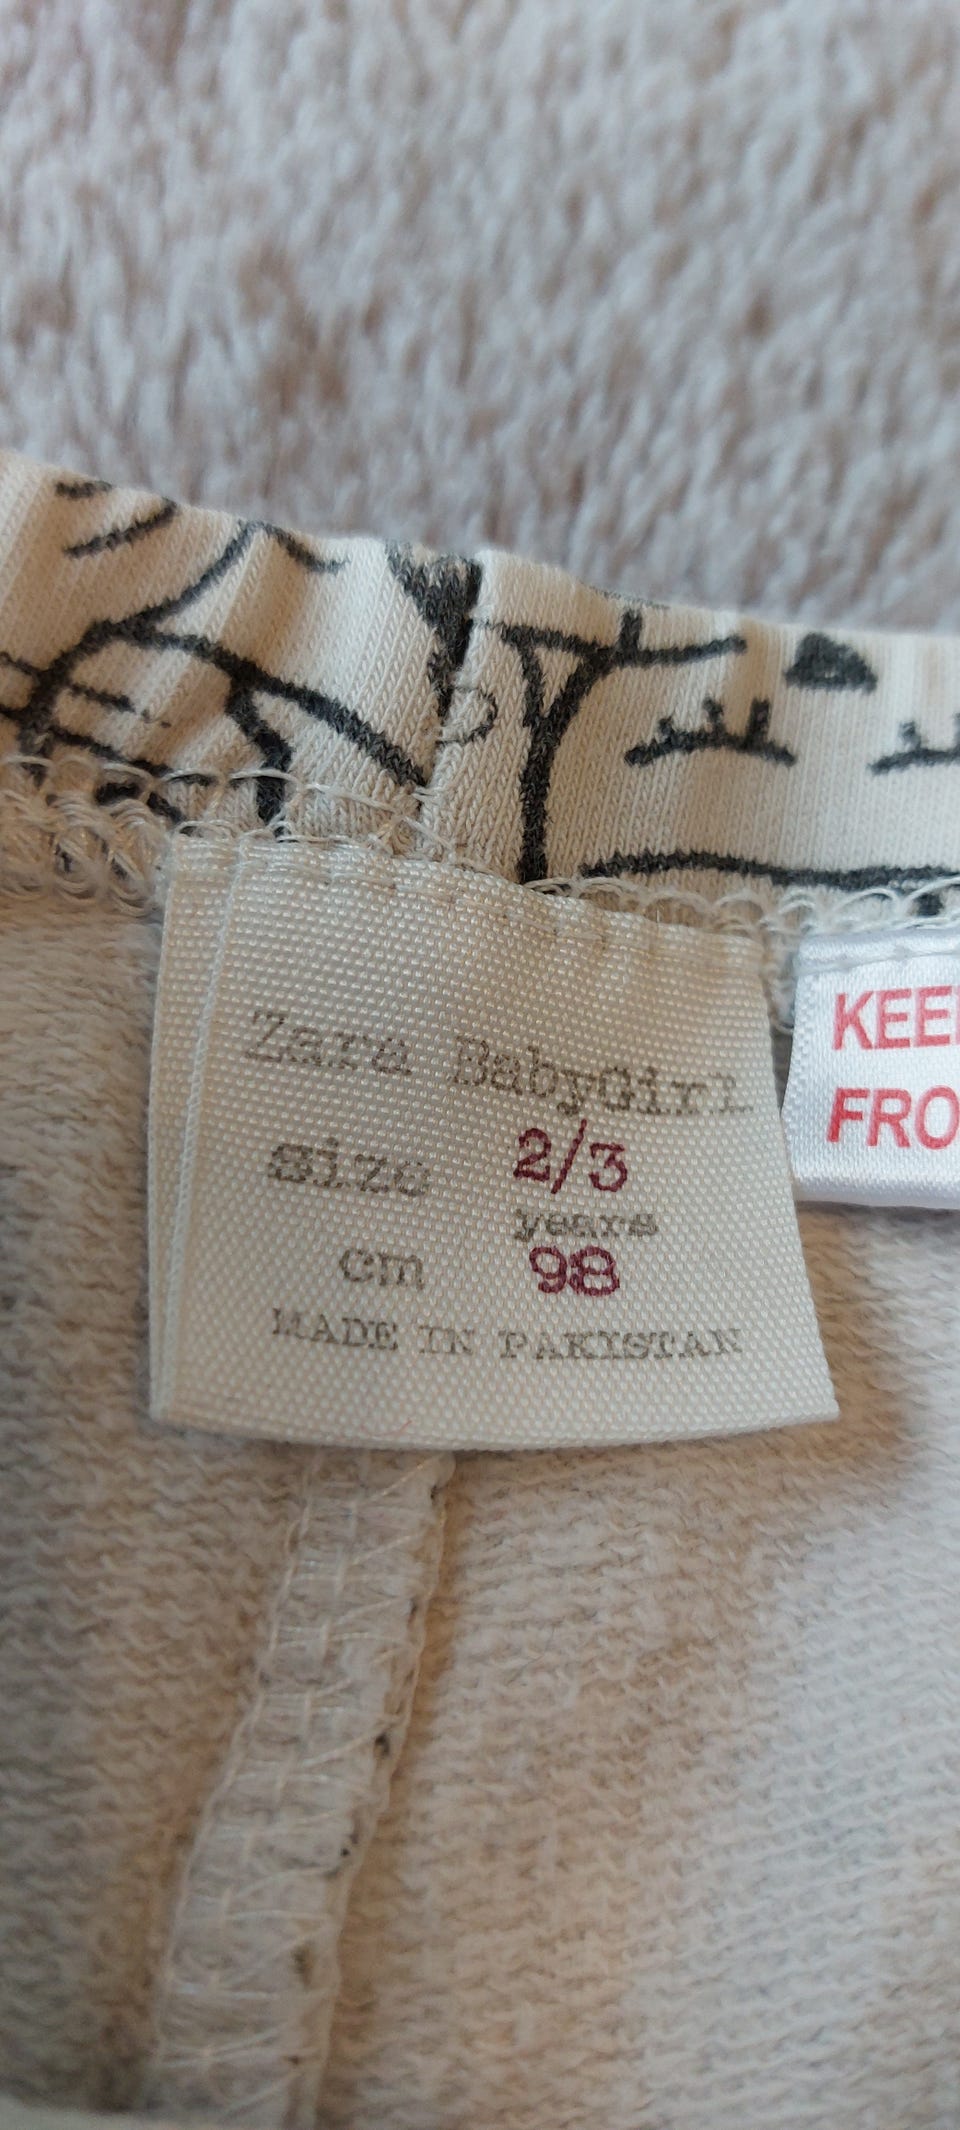 Zara BabyGirl
size 2/3
years
cm 98
MADE IN PAKISTAN
KEE
FRO